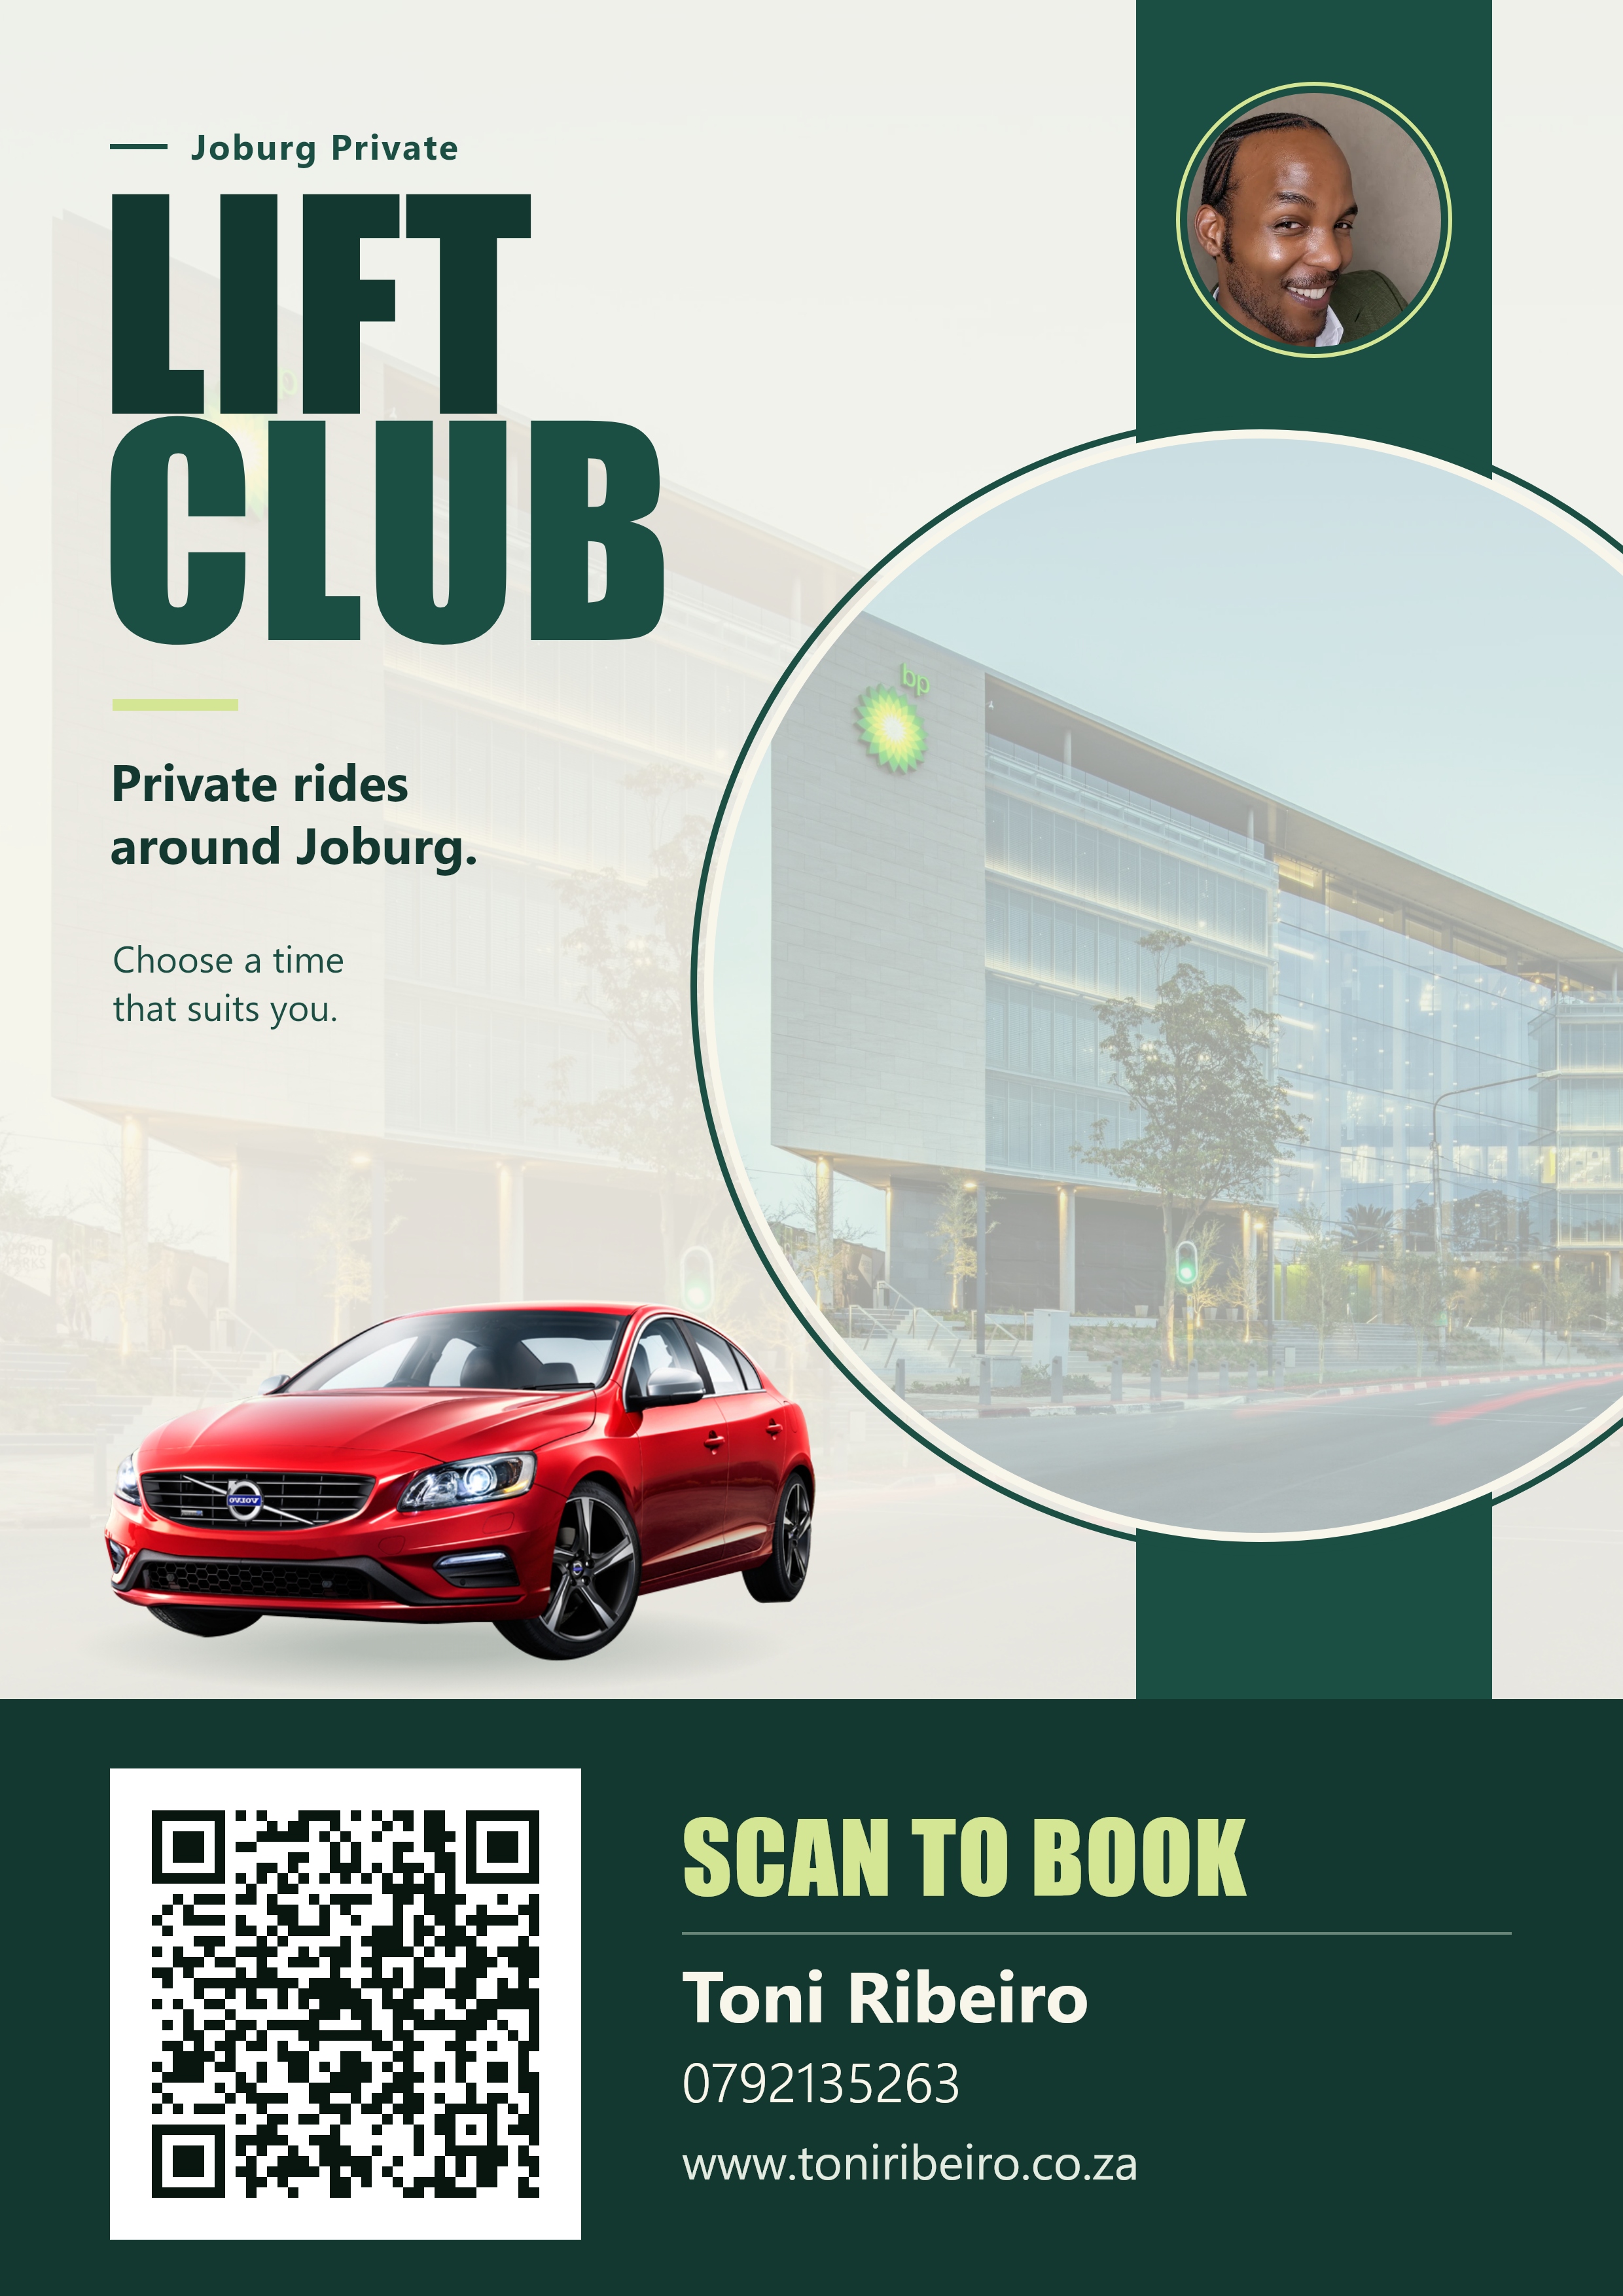 Joburg Private
LIFT
CLUB
bp
Private rides
around Joburg.
Choose a time
that suits you.
SCAN TO BOOK
Toni Ribeiro
0792135263
www.toniribeiro.co.za